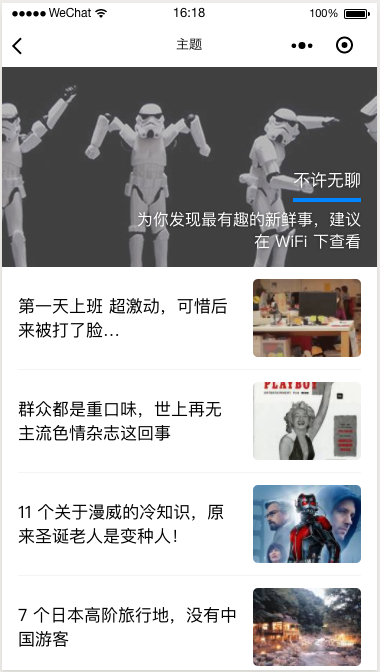 WeChat 16:18 100%
主题
不许无聊
为你发现最有趣的新鲜事，建议
在 WiFi 下查看
第一天上班 超激动，可惜后
来被打了脸...
群众都是重口味，世上再无
主流色情杂志这回事
PLAYBOY
11 个关于漫威的冷知识，原
来圣诞老人是变种人！
7 个日本高阶旅行地，没有中
国游客